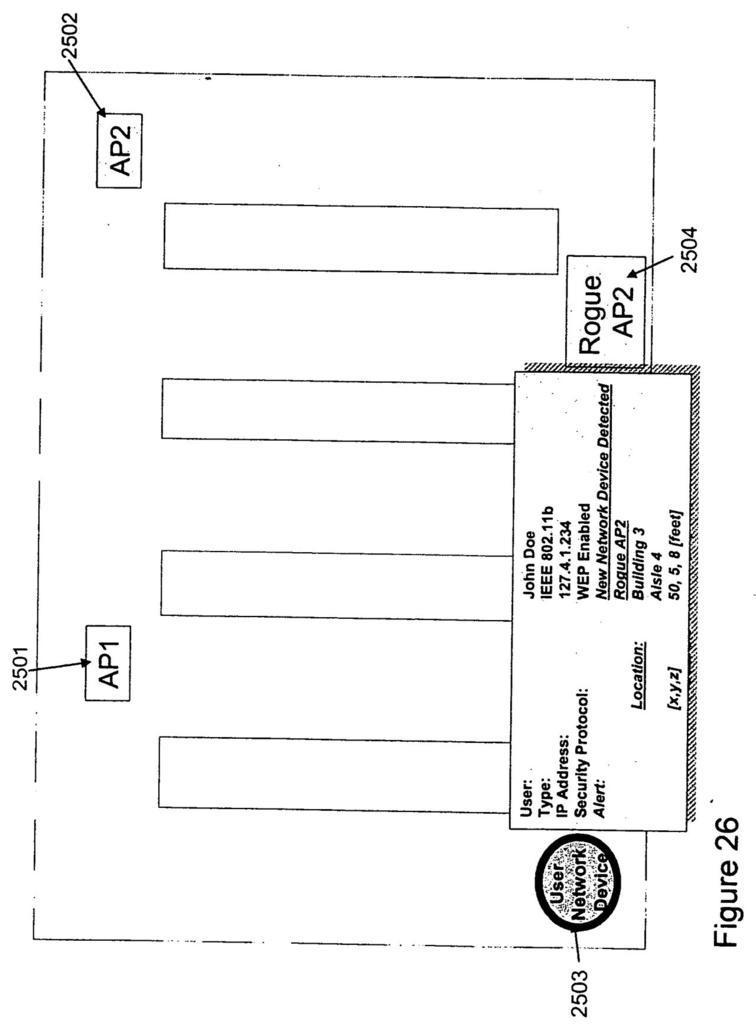 2501
2502
AP1
AP2
User: John Doe
Type: IEEE 802.11b
IP Address: 127.4.1.234
Security Protocol: WEP Enabled
Alert: New Network Device Detected
Rogue AP2
Location: Building 3
Aisle 4
[x,y,z] 50, 5, 8 [feet]
User
Network
Device
Rogue
AP2
2503
2504
Figure 26